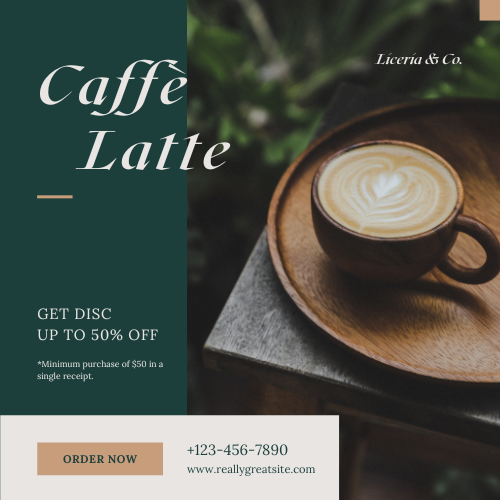 Liceria & Co.
Caffè
Latte
GET DISC
UP TO 50% OFF
*Minimum purchase of $50 in a
single receipt.
ORDER NOW
+123-456-7890
www.reallygreatsite.com